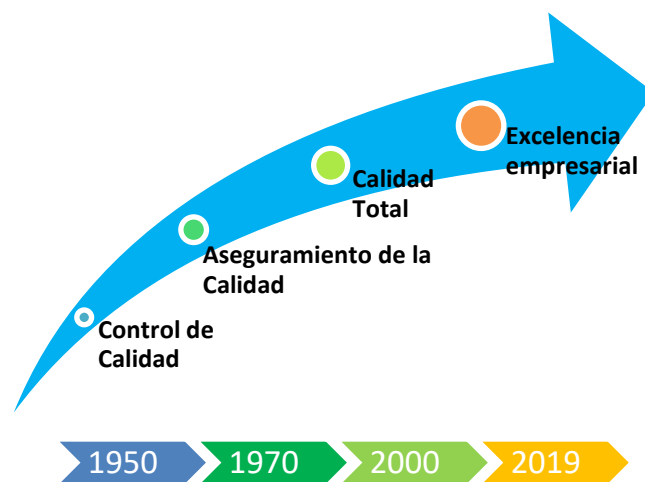 Excelencia
empresarial
Calidad
Total
Aseguramiento de la
Calidad
Control de
Calidad
1950
1970
2000
2019